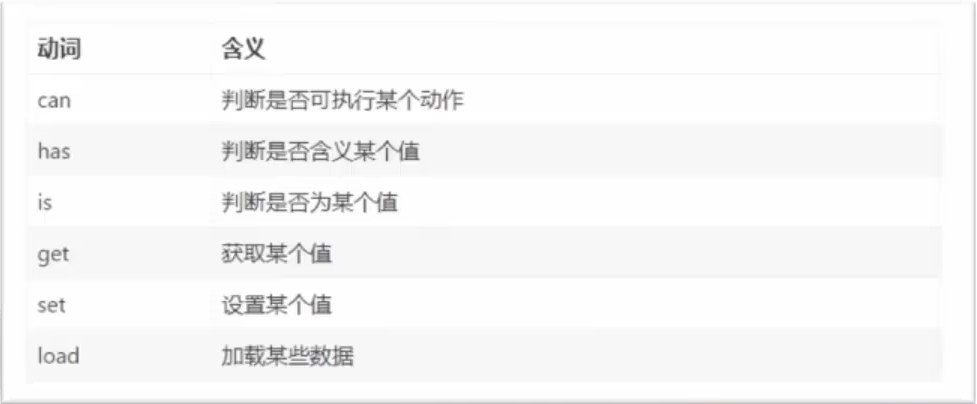 动词 含义
can 判断是否可执行某个动作
has 判断是否含义某个值
is 判断是否为某个值
get 获取某个值
set 设置某个值
load 加载某些数据